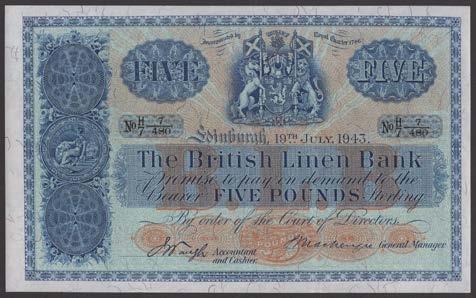 Incorporated by Royal Charter 1746.
FIVE FIVE
No H/7 7/480 No H/7 7/480
Edinburgh, 19TH JULY, 1943.
The British Linen Bank
Promise to pay on demand to the
Bearer FIVE POUNDS Sterling
By order of the Court of Directors.
Accountant and Cashier. Mackenzie General Manager